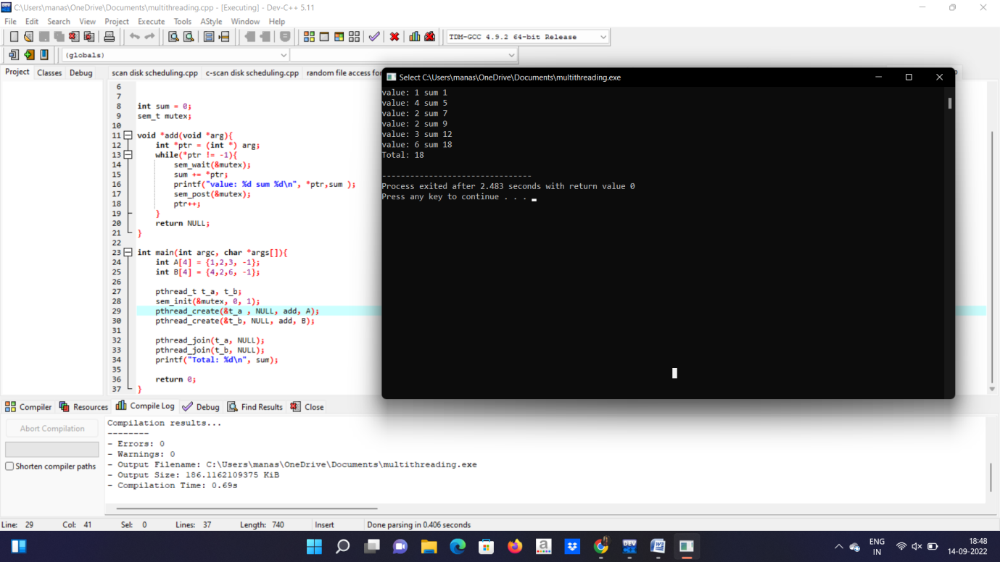 C:\Users\manas\OneDrive\Documents\multithreading.cpp - [Executing] - Dev-C++ 5.11
File Edit Search View Project Execute Tools AStyle Window Help
TDM-GCC 4.9.2 64-bit Release
(globals)
Project Classes Debug
scan disk scheduling.cpp c-scan disk scheduling.cpp random file access for
6
7
8 int sum = 0;
9 sem_t mutex;
10
11 void *add(void *arg){
12 int *ptr = (int *) arg;
13 while(*ptr != -1){
14 sem_wait(&mutex);
15 sum += *ptr;
16 printf("value: %d sum %d\n", *ptr,sum );
17 sem_post(&mutex);
18 ptr++;
19 }
20 return NULL;
21 }
22
23 int main(int argc, char *args[]){
24 int A[4] = {1,2,3, -1};
25 int B[4] = {4,2,6, -1};
26
27 pthread_t t_a, t_b;
28 sem_init(&mutex, 0, 1);
29 pthread_create(&t_a , NULL, add, A);
30 pthread_create(&t_b, NULL, add, B);
31
32 pthread_join(t_a, NULL);
33 pthread_join(t_b, NULL);
34 printf("Total: %d\n", sum);
35
36 return 0;
37 }
Select C:\Users\manas\OneDrive\Documents\multithreading.exe
value: 1 sum 1
value: 4 sum 5
value: 2 sum 7
value: 2 sum 9
value: 3 sum 12
value: 6 sum 18
Total: 18
--------------------------------
Process exited after 2.483 seconds with return value 0
Press any key to continue . . .
Compiler Resources Compile Log Debug Find Results Close
Abort Compilation
Shorten compiler paths
Compilation results...
--------
- Errors: 0
- Warnings: 0
- Output Filename: C:\Users\manas\OneDrive\Documents\multithreading.exe
- Output Size: 186.1162109375 KiB
- Compilation Time: 0.69s
Line: 29 Col: 41 Sel: 0 Lines: 37 Length: 740 Insert Done parsing in 0.406 seconds
DEV
ENG
IN
18:48
14-09-2022